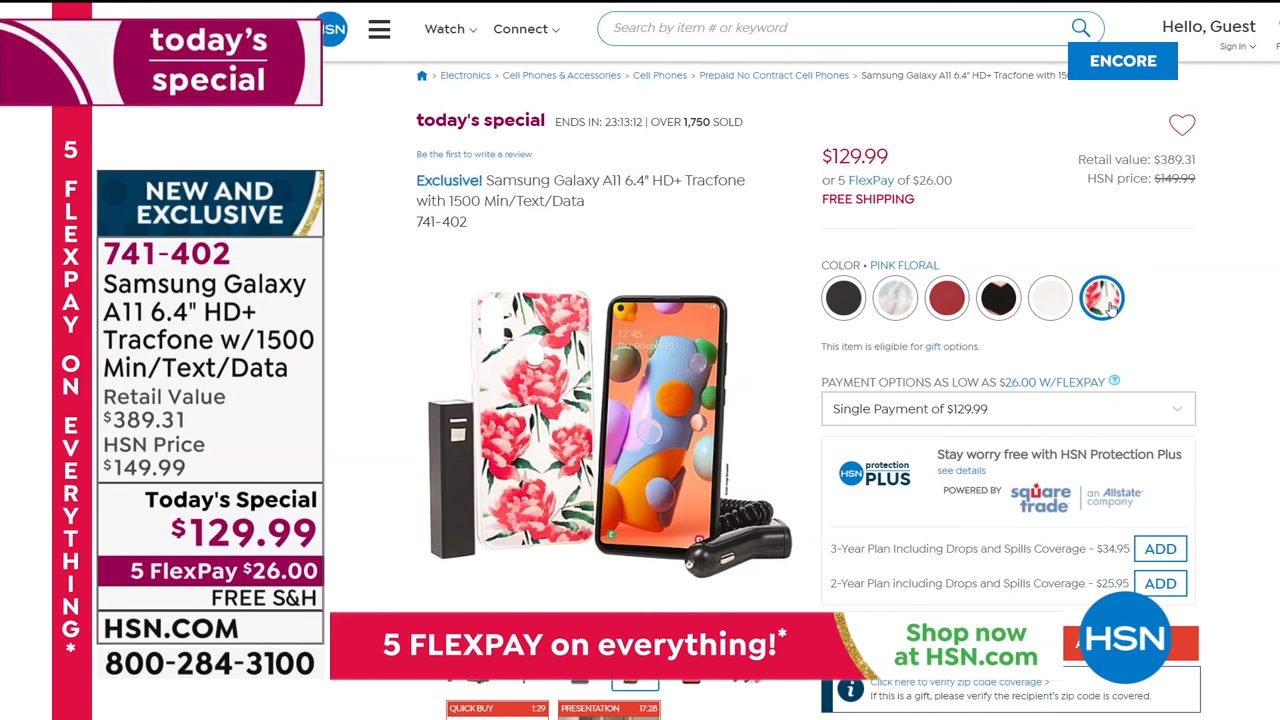 today's
special
5 FLEXPAY ON EVERYTHING*
NEW AND
EXCLUSIVE
741-402
Samsung Galaxy
A11 6.4" HD+
Tracfone w/1500
Min/Text/Data
Retail Value
$389.31
HSN Price
$149.99
Today's Special
$129.99
5 FlexPay $26.00
FREE S&H
HSN.COM
800-284-3100
HSN
Watch
Connect
Search by item # or keyword
Hello, Guest
Sign In
ENCORE
> Electronics > Cell Phones & Accessories > Cell Phones > Prepaid No Contract Cell Phones > Samsung Galaxy A11 6.4" HD+ Tracfone with
today's special ENDS IN: 23:13:12 | OVER 1,750 SOLD
Be the first to write a review
Exclusive! Samsung Galaxy A11 6.4" HD+ Tracfone
with 1500 Min/Text/Data
741-402
12:45
Thu, October 15
$129.99
or 5 FlexPay of $26.00
FREE SHIPPING
Retail value: $389.31
HSN price: $149.99
COLOR • PINK FLORAL
This item is eligible for gift options.
PAYMENT OPTIONS AS LOW AS $26.00 W/FLEXPAY ?
Single Payment of $129.99
HSN protection PLUS
Stay worry free with HSN Protection Plus
see details
POWERED BY square trade | an Allstate company
3-Year Plan Including Drops and Spills Coverage - $34.95 ADD
2-Year Plan including Drops and Spills Coverage - $25.95 ADD
5 FLEXPAY on everything!*
Shop now
at HSN.com
HSN
Click here to verify zip code coverage >
If this is a gift, please verify the recipient's zip code is covered.
QUICK BUY 1:29
PRESENTATION 17:28